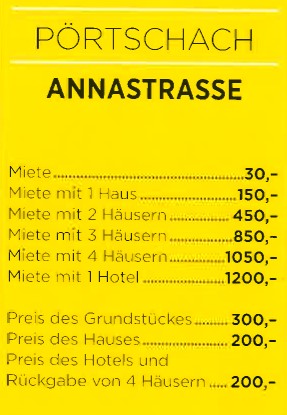 PÖRTSCHACH
ANNASTRASSE
Miete..............................30,–
Miete mit 1 Haus...............150,–
Miete mit 2 Häusern.......... 450,–
Miete mit 3 Häusern..........850,–
Miete mit 4 Häusern.........1050,–
Miete mit 1 Hotel..............1200,–
Preis des Grundstückes........300,–
Preis des Hauses...............200,–
Preis des Hotels und
Rückgabe von 4 Häusern.....200,–